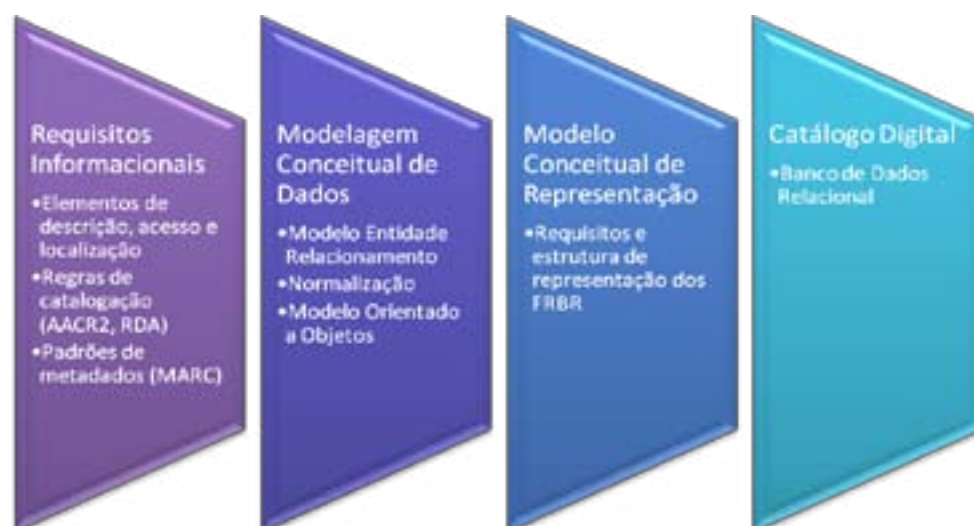 Requisitos
Informacionais
•Elementos de
descrição, acesso e
localização
•Regras de
catalogação
(AACR2, RDA)
•Padrões de
metadados (MARC)
Modelagem
Conceitual de
Dados
•Modelo Entidade
Relacionamento
•Normalização
•Modelo Orientado
a Objetos
Modelo
Conceitual de
Representação
•Requisitos e
estrutura de
representação dos
FRBR
Catálogo Digital
•Banco de Dados
Relacional